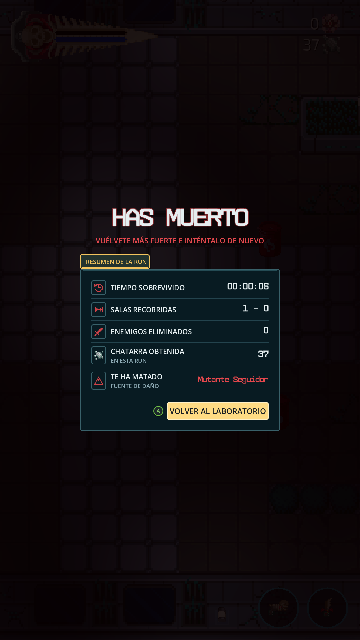 0
37
HAS MUERTO
VUÉLVETE MÁS FUERTE E INTÉNTALO DE NUEVO
RESUMEN DE LA RUN
TIEMPO SOBREVIVIDO 00:00:06
SALAS RECORRIDAS 1 - 0
ENEMIGOS ELIMINADOS 0
CHATARRA OBTENIDA 37
EN ESTA RUN
TE HA MATADO Mutante Seguidor
FUENTE DE DAÑO
A VOLVER AL LABORATORIO